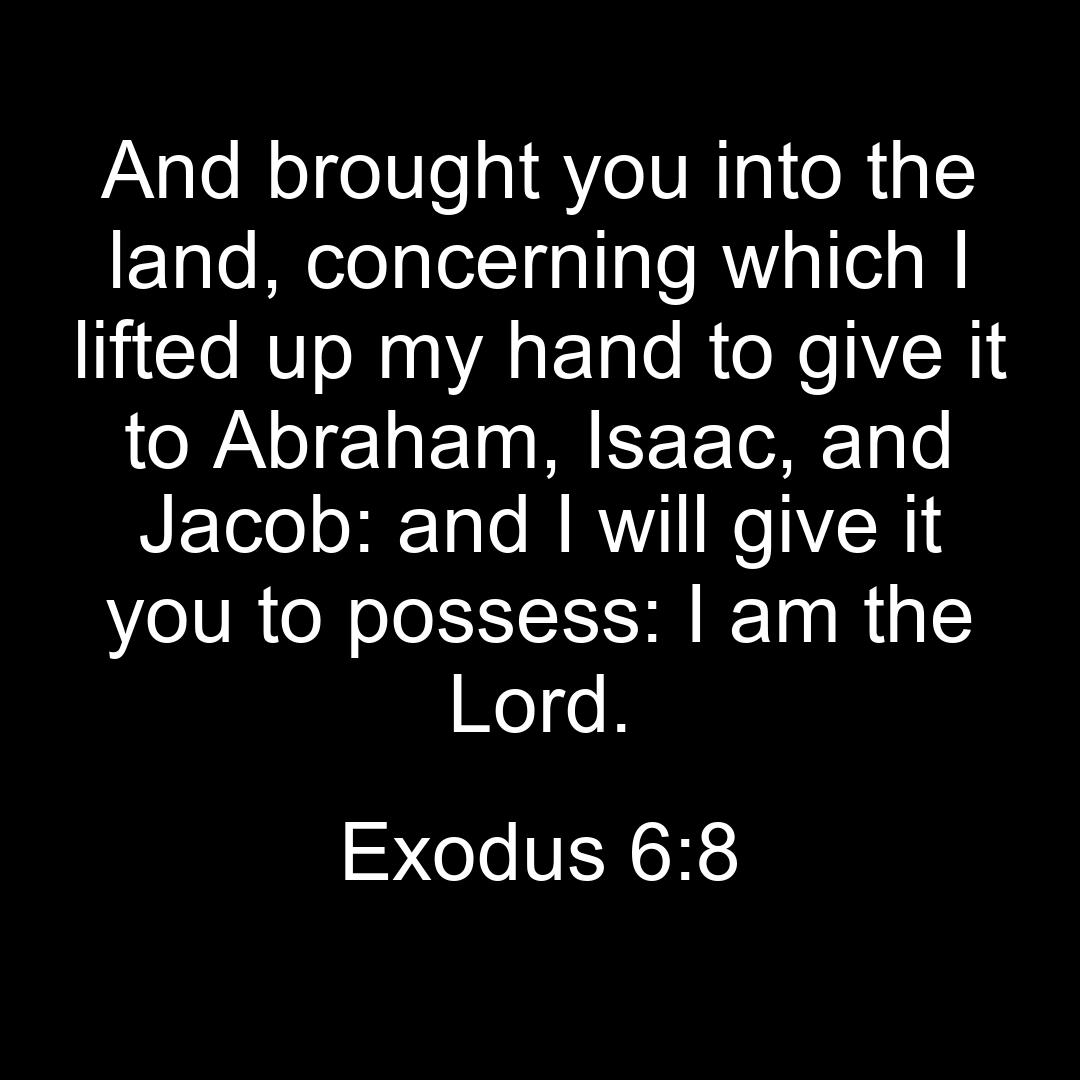 And brought you into the
land, concerning which I
lifted up my hand to give it
to Abraham, Isaac, and
Jacob: and I will give it
you to possess: I am the
Lord.
Exodus 6:8